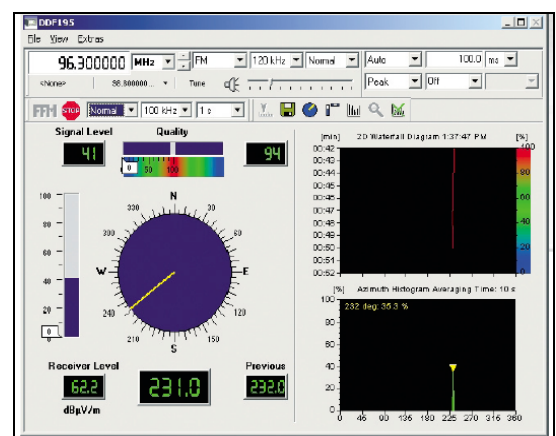 DDF195
File View Extras
96.300000 MHz FM 120 kHz Normal Auto 100.0 ms
<None> Tune Peak Off
FFM STOP Normal 100 kHz 1 s
Signal Level Quality
41 0 50 100 94
[min] 2D Waterfall Diagram 1:37:47 PM [%]
00:42
00:43
00:44
00:45
00:46
00:47
00:48
00:49
00:50
00:51
00:52
100
80
60
40
20
0
100
80
60
40
20
0
N
30
60
E
120
150
S
210
240
W
300
330
[%] Azimuth Histogram Averaging Time: 10 s
232 deg: 35.3 %
100
80
60
40
20
0
0 45 90 135 180 225 270 315 360
Receiver Level Previous
62.2 231.0 232.0
dBµV/m